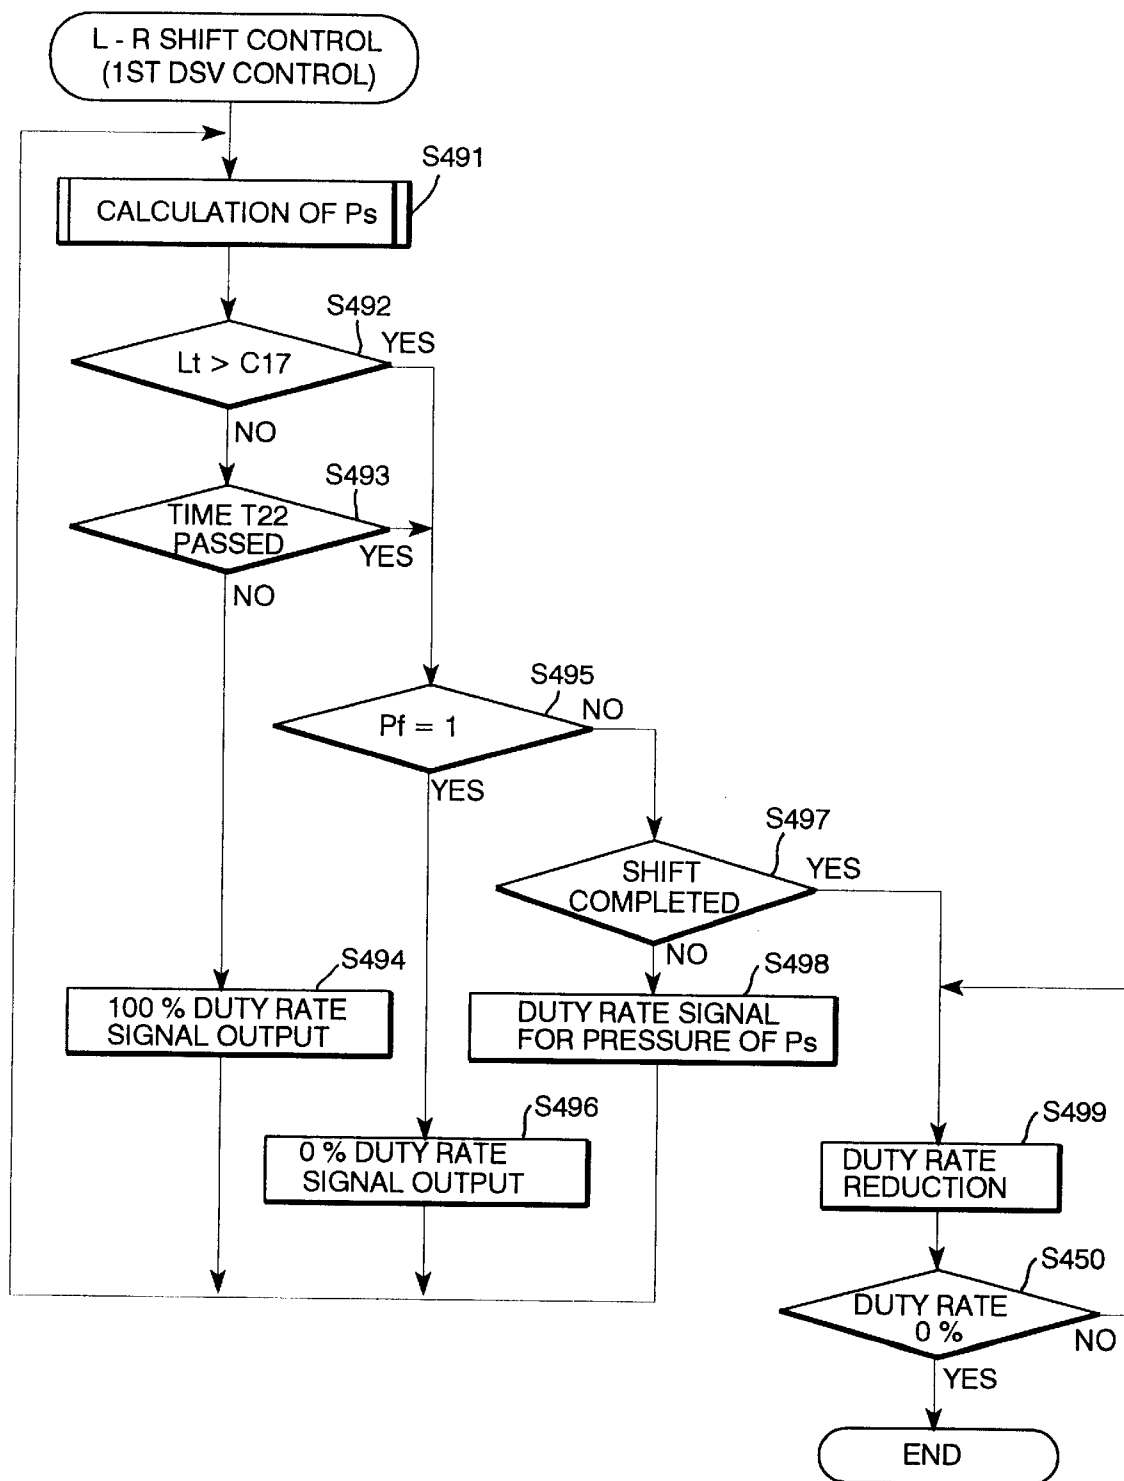 L - R SHIFT CONTROL
(1ST DSV CONTROL)
S491
CALCULATION OF Ps
S492
YES
Lt > C17
NO
S493
TIME T22
PASSED
YES
NO
S495
NO
Pf = 1
YES
S497
YES
SHIFT
COMPLETED
NO
S494
100 % DUTY RATE
SIGNAL OUTPUT
S498
DUTY RATE SIGNAL
FOR PRESSURE OF Ps
S496
0 % DUTY RATE
SIGNAL OUTPUT
S499
DUTY RATE
REDUCTION
S450
DUTY RATE
0 %
NO
YES
END